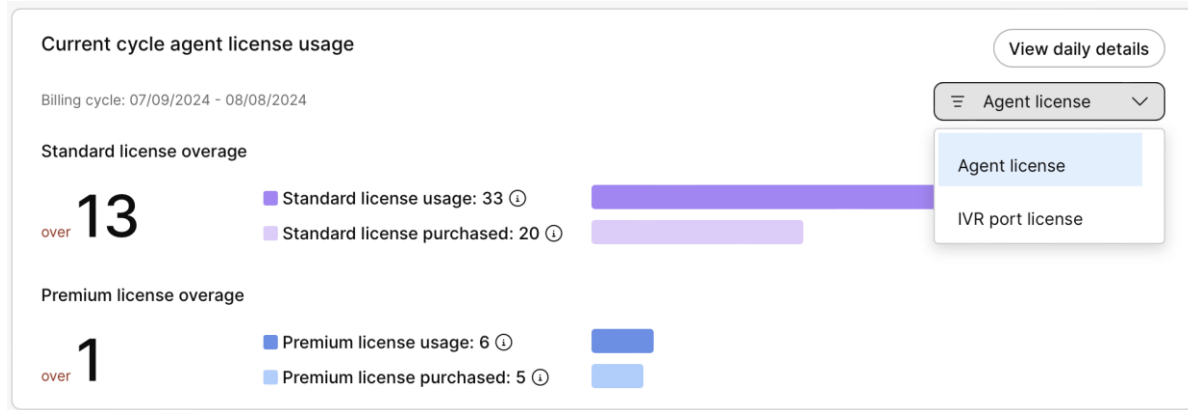 Current cycle agent license usage
View daily details
Billing cycle: 07/09/2024 - 08/08/2024
Agent license
Agent license
IVR port license
Standard license overage
over 13
Standard license usage: 33
Standard license purchased: 20
Premium license overage
over 1
Premium license usage: 6
Premium license purchased: 5